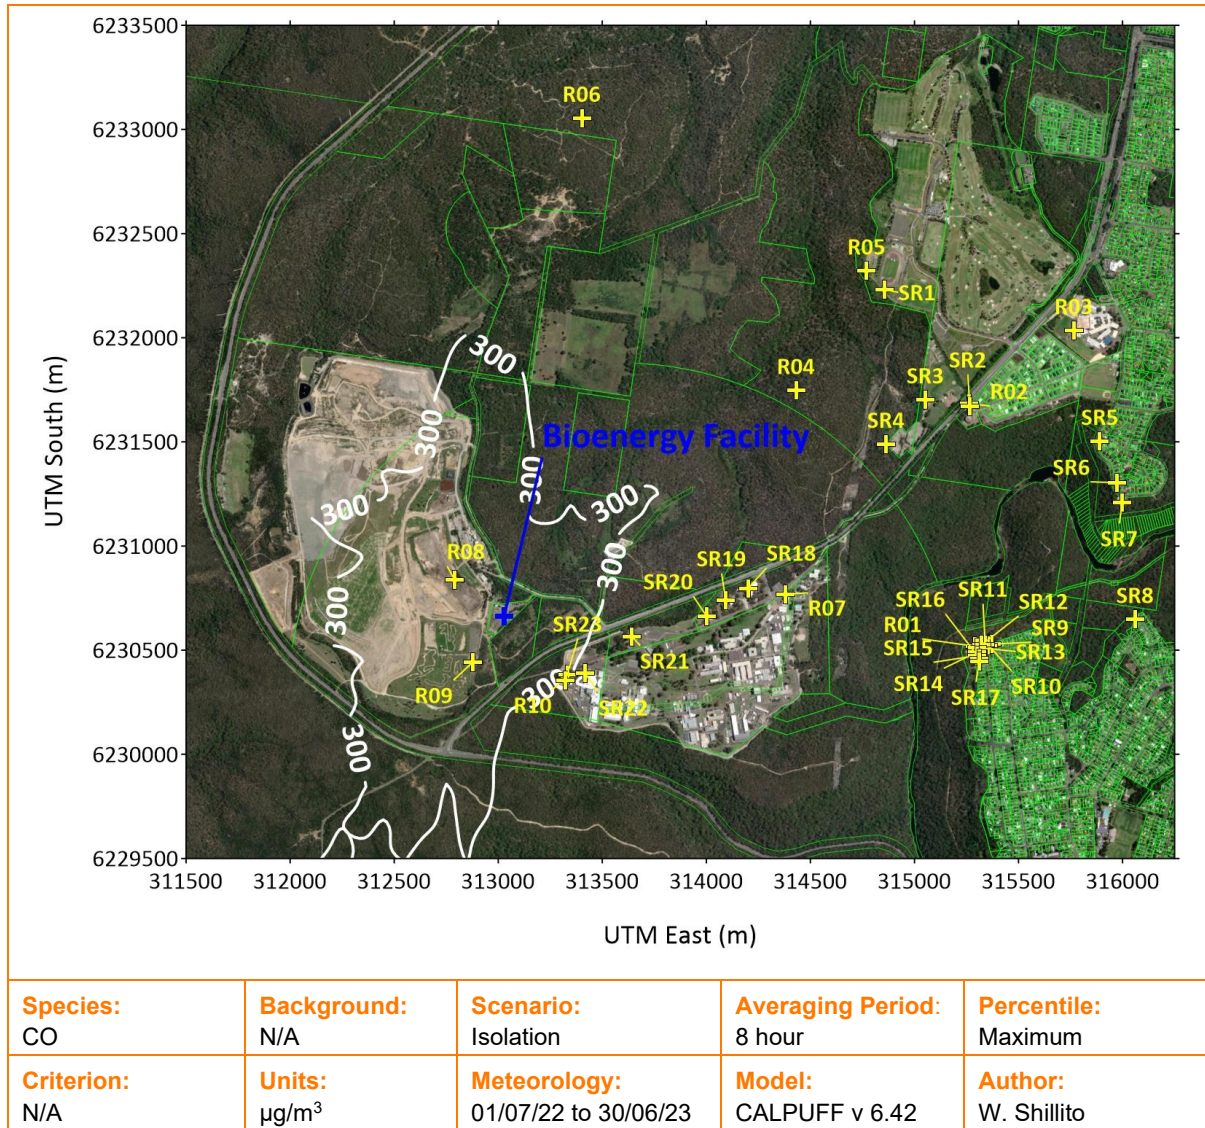 6233500
6233000
6232500
6232000
6231500
6231000
6230500
6230000
6229500
UTM South (m)
R06
R05
SR1
R03
SR2
R04
SR3
R02
SR4
SR5
Bioenergy Facility
SR6
SR7
R08
SR19
SR18
SR20
R07
SR23
SR21
R09
R10
SR22
SR11
SR16
SR12
SR8
R01
SR9
SR15
SR13
SR14
SR10
SR17
300
300
300
300
300
300
300
300
300
300
311500 312000 312500 313000 313500 314000 314500 315000 315500 316000
UTM East (m)
Species: Background: Scenario: Averaging Period: Percentile:
CO N/A Isolation 8 hour Maximum
Criterion: Units: Meteorology: Model: Author:
N/A µg/m³ 01/07/22 to 30/06/23 CALPUFF v 6.42 W. Shillito